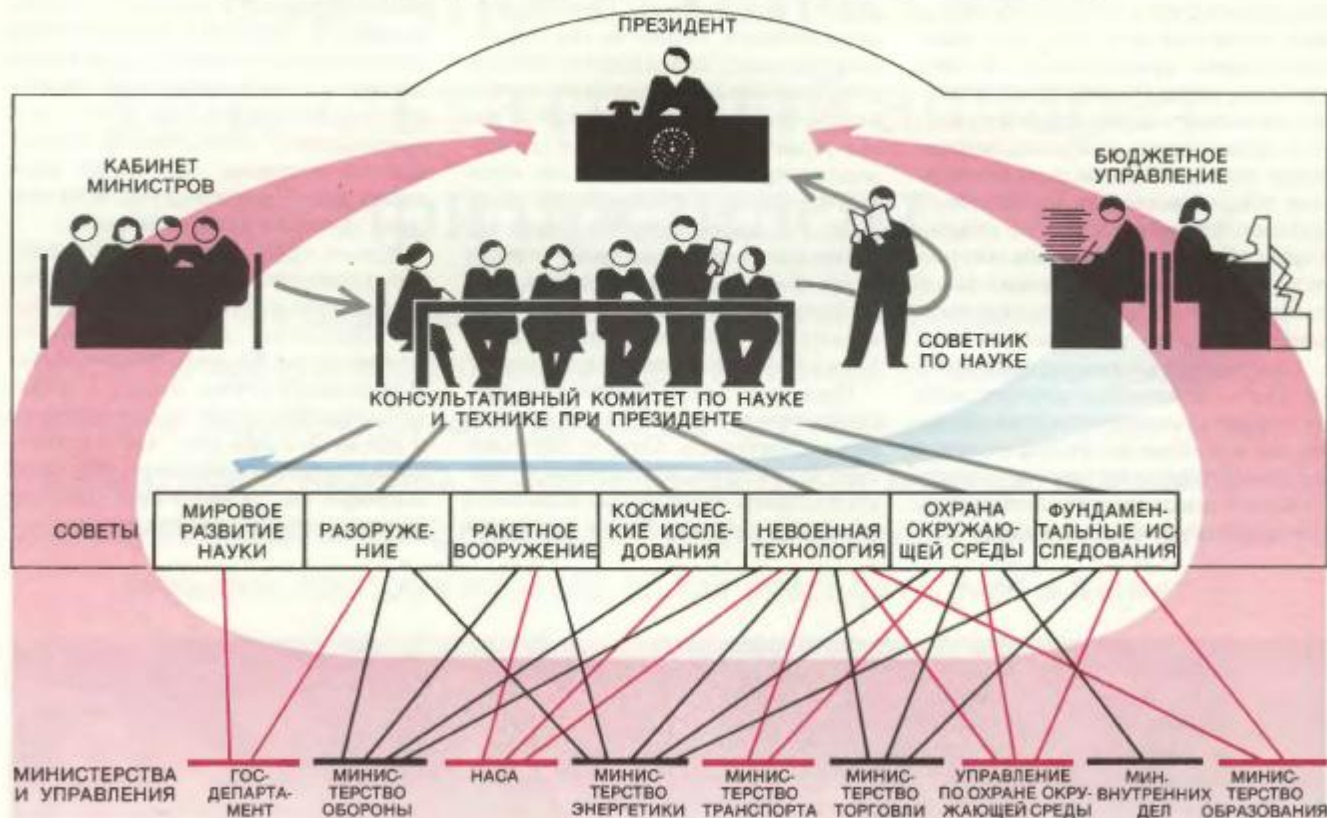 ПРЕЗИДЕНТ
КАБИНЕТ
МИНИСТРОВ
БЮДЖЕТНОЕ
УПРАВЛЕНИЕ
СОВЕТНИК
ПО НАУКЕ
КОНСУЛЬТАТИВНЫЙ КОМИТЕТ ПО НАУКЕ
И ТЕХНИКЕ ПРИ ПРЕЗИДЕНТЕ
СОВЕТЫ
МИРОВОЕ
РАЗВИТИЕ
НАУКИ
РАЗОРУЖЕ-
НИЕ
РАКЕТНОЕ
ВООРУЖЕНИЕ
КОСМИЧЕС-
КИЕ ИССЛЕ-
ДОВАНИЯ
НЕВОЕННАЯ
ТЕХНОЛОГИЯ
ОХРАНА
ОКРУЖАЮ-
ЩЕЙ СРЕДЫ
ФУНДАМЕН-
ТАЛЬНЫЕ ИС-
СЛЕДОВАНИЯ
МИНИСТЕРСТВА
И УПРАВЛЕНИЯ
ГОС-
ДЕПАРТА-
МЕНТ
МИНИС-
ТЕРСТВО
ОБОРОНЫ
НАСА
МИНИС-
ТЕРСТВО
ЭНЕРГЕТИКИ
МИНИС-
ТЕРСТВО
ТРАНСПОРТА
МИНИС-
ТЕРСТВО
ТОРГОВЛИ
УПРАВЛЕНИЕ
ПО ОХРАНЕ ОКРУ-
ЖАЮЩЕЙ СРЕДЫ
МИН-
ВНУТРЕННИХ
ДЕЛ
МИНИС-
ТЕРСТВО
ОБРАЗОВАНИЯ